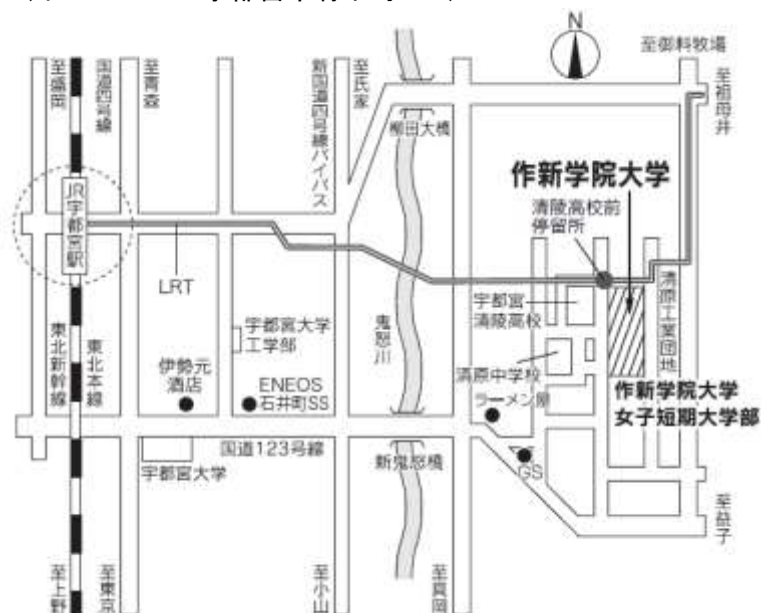 N
至御料牧場
至盛岡
国道四号線
至青森
新国道四号線バイパス
至氏家
至祖母井
柳田大橋
作新学院大学
清陵高校前
停留所
JR宇都宮駅
LRT
宇都宮
清陵高校
清原工業団地
東北新幹線
東北本線
宇都宮大学
工学部
鬼怒川
伊勢元
酒店
ENEOS
石井町SS
清原中学校
ラーメン屋
作新学院大学
女子短期大学部
国道123号線
宇都宮大学
新鬼怒橋
GS
至益子
至上野
至東京
至小山
至真岡